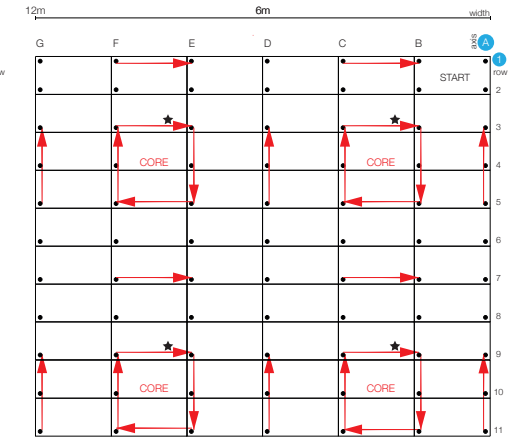 12m 6m width
G F E D C B axis A
1
w START row
2
3
CORE CORE 4
5
6
7
8
9
CORE CORE 10
11